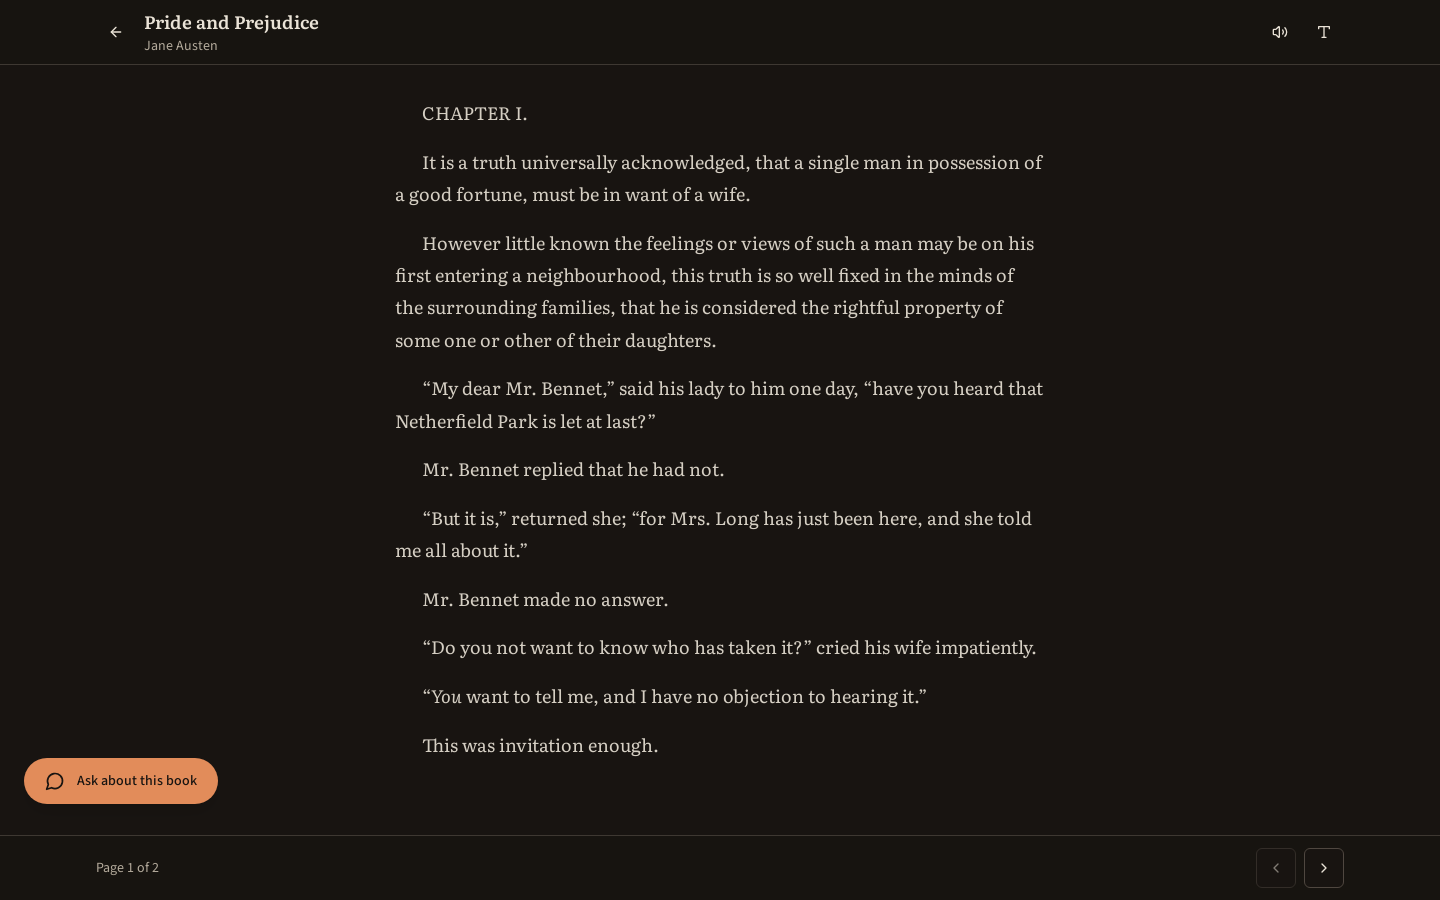 Pride and Prejudice
Jane Austen
CHAPTER I.
It is a truth universally acknowledged, that a single man in possession of
a good fortune, must be in want of a wife.
However little known the feelings or views of such a man may be on his
first entering a neighbourhood, this truth is so well fixed in the minds of
the surrounding families, that he is considered the rightful property of
some one or other of their daughters.
“My dear Mr. Bennet,” said his lady to him one day, “have you heard that
Netherfield Park is let at last?”
Mr. Bennet replied that he had not.
“But it is,” returned she; “for Mrs. Long has just been here, and she told
me all about it.”
Mr. Bennet made no answer.
“Do you not want to know who has taken it?” cried his wife impatiently.
“You want to tell me, and I have no objection to hearing it.”
This was invitation enough.
Ask about this book
Page 1 of 2